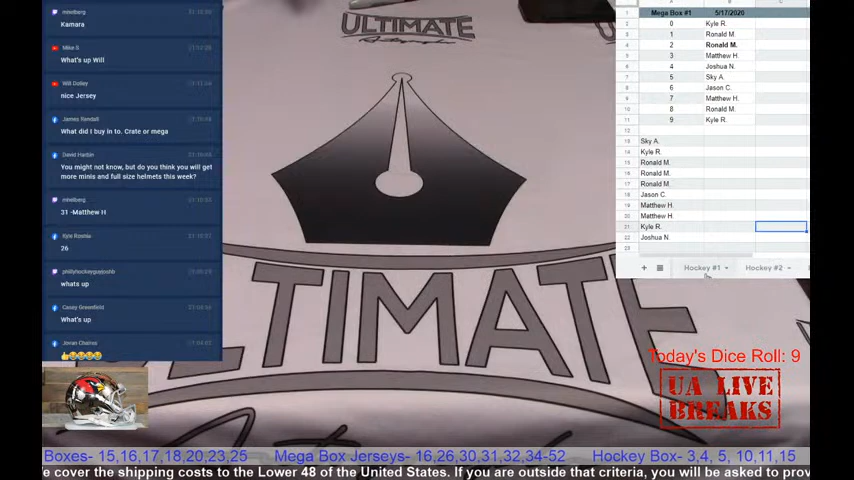 mhelberg
Kamara
Mike S
What's up Will
Will Dotley
nice Jersey
James Rendall
What did I buy in to. Crate or mega
David Harbin
You might not know, but do you think you will get
more minis and full size helmets this week?
mhelberg
31 -Matthew H
26
whats up
Casey Greenfield
What's up
ULTIMATE
ULTIMATE
Mega Box #1 5/17/2020
0 Kyle R.
1 Ronald M.
2 Ronald M.
3 Matthew H.
4 Joshua N.
5 Sky A.
6 Jason C.
7 Matthew H.
8 Ronald M.
9 Kyle R.
Sky A.
Kyle R.
Ronald M.
Ronald M.
Ronald M.
Jason C.
Matthew H.
Matthew H.
Kyle R.
Joshua N.
Hockey #1
Hockey #2
Today's Dice Roll: 9
UA LIVE
BREAKS
Boxes- 15,16,17,18,20,23,25 Mega Box Jerseys- 16,26,30,31,32,34-52 Hockey Box- 3,4, 5, 10,11,15
e cover the shipping costs to the Lower 48 of the United States. If you are outside that criteria, you will be asked to prov